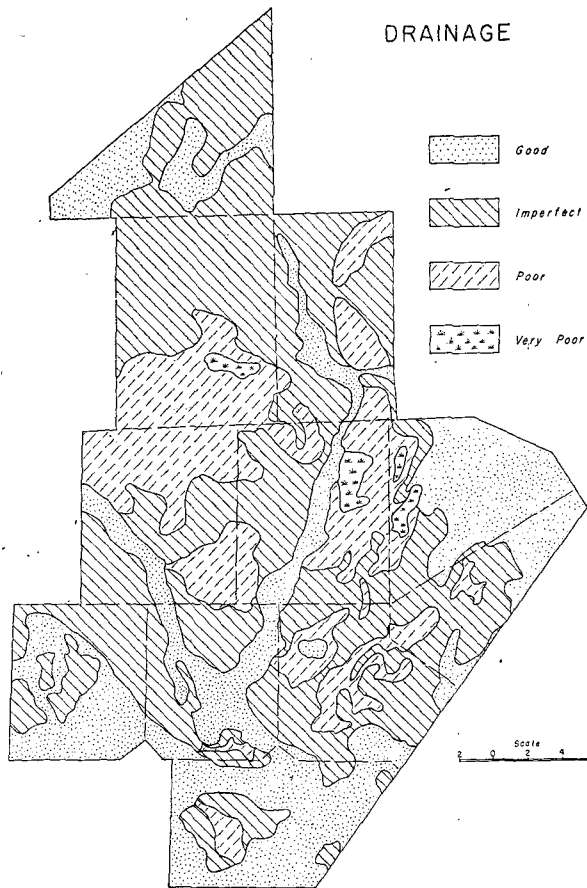 DRAINAGE
Good
Imperfect
Poor
Very Poor
Scale
2 0 2 4